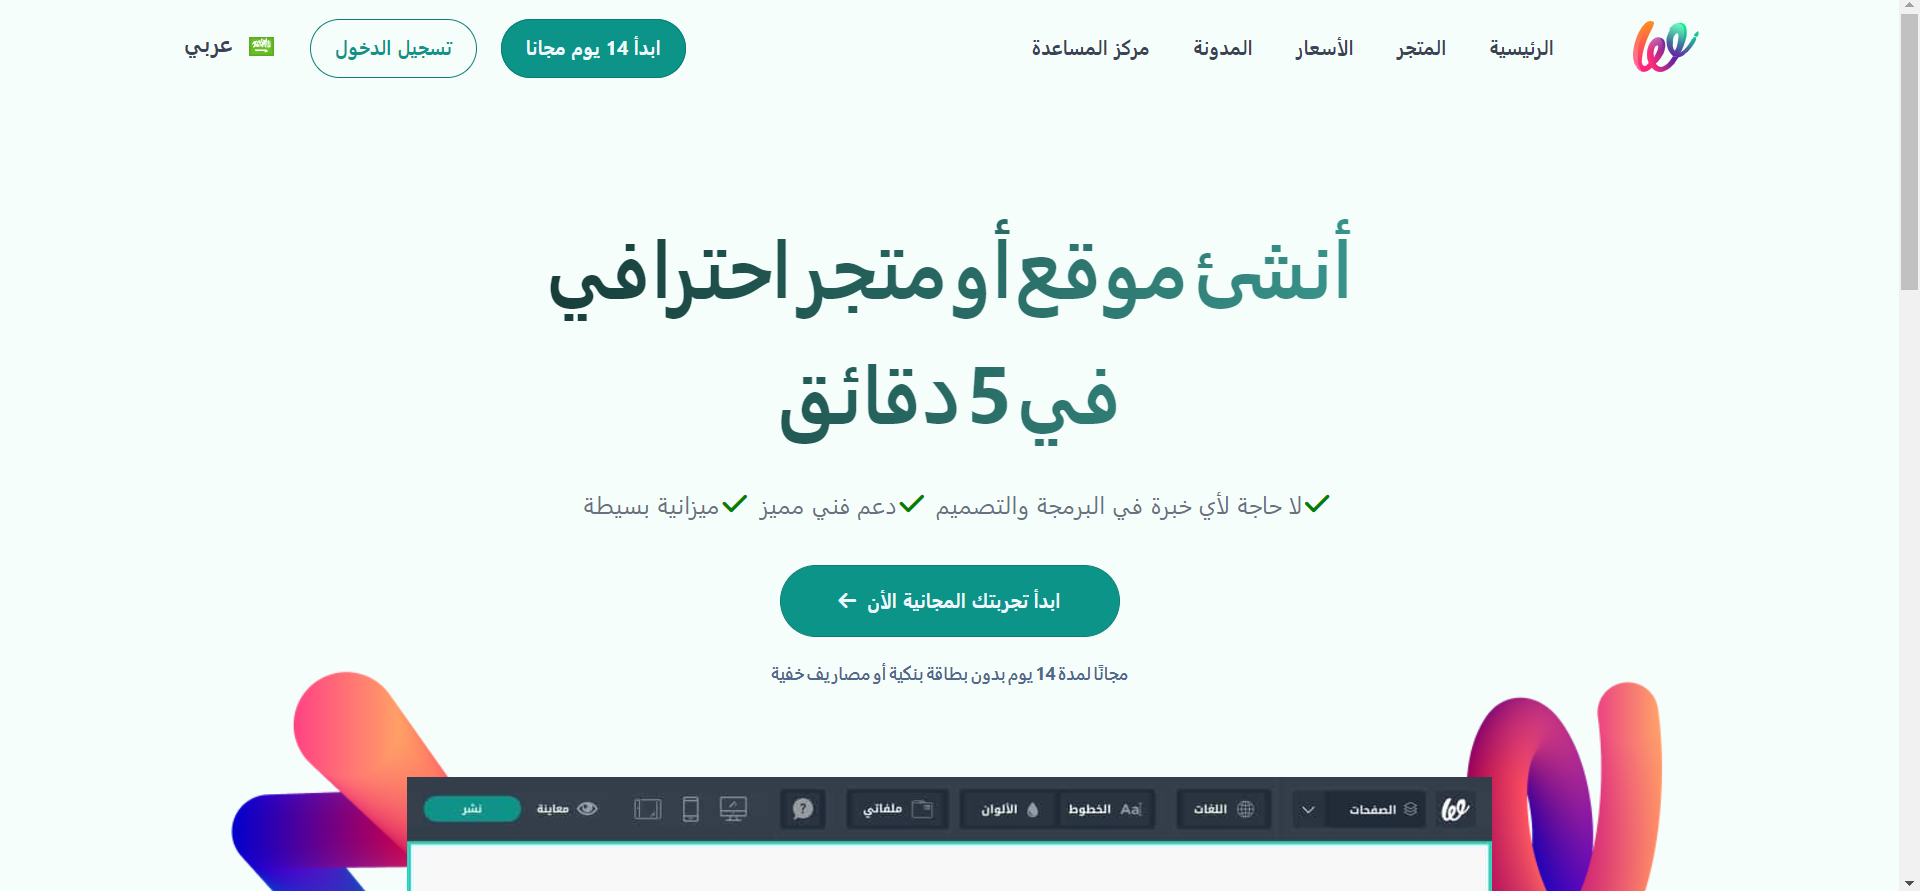 الرئيسية
المتجر
الأسعار
المدونة
مركز المساعدة
ابدأ 14 يوم مجانا
تسجيل الدخول
عربي
أنشئ موقع أو متجر احترافي
في 5 دقائق
لا حاجة لأي خبرة في البرمجة والتصميم
دعم فني مميز
ميزانية بسيطة
ابدأ تجربتك المجانية الأن
مجانًا لمدة 14 يوم بدون بطاقة بنكية أو مصاريف خفية
الصفحات
اللغات
Aa
الخطوط
الألوان
ملفاتي
?
معاينة
نشر